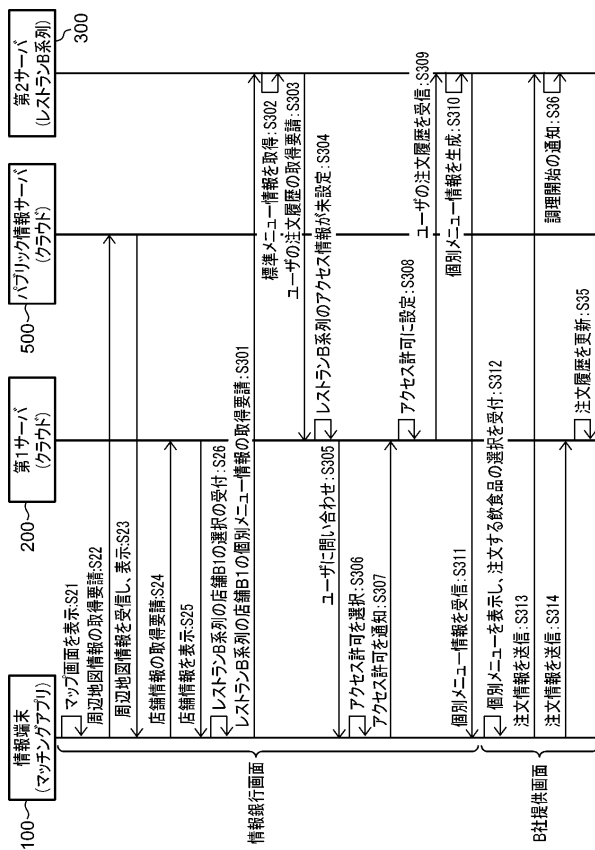 情報端末
(マッチングアプリ)
100
第1サーバ
(クラウド)
200
パブリック情報サーバ
(クラウド)
500
第2サーバ
(レストランB系列)
300
マップ画面を表示:S21
周辺地図情報の取得要請:S22
周辺地図情報を受信し、表示:S23
店舗情報の取得要請:S24
店舗情報を表示:S25
レストランB系列の店舗B1の選択の受付:S26
レストランB系列の店舗B1の個別メニュー情報の取得要請:S301
標準メニュー情報を取得:S302
ユーザの注文履歴の取得要請:S303
レストランB系列のアクセス情報が未設定:S304
ユーザに問い合わせ:S305
アクセス許可を選択:S306
アクセス許可を通知:S307
アクセス許可に設定:S308
ユーザの注文履歴を受信:S309
個別メニュー情報を生成:S310
個別メニュー情報を受信:S311
個別メニューを表示し、注文する飲食品の選択を受付:S312
注文情報を送信:S313
注文情報を送信:S314
注文履歴を更新:S35
調理開始の通知:S36
情報銀行画面
B社提供画面